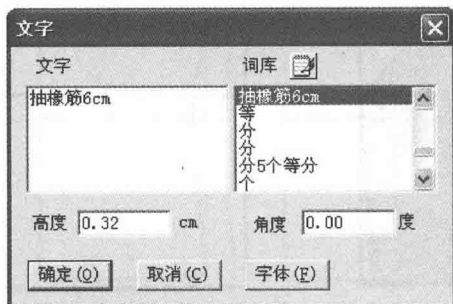 文字
文字 词库
抽橡筋6cm 抽橡筋6cm
等
分
分
分5个等分
个
高度 0.32 cm 角度 0.00 度
确定(O) 取消(C) 字体(F)